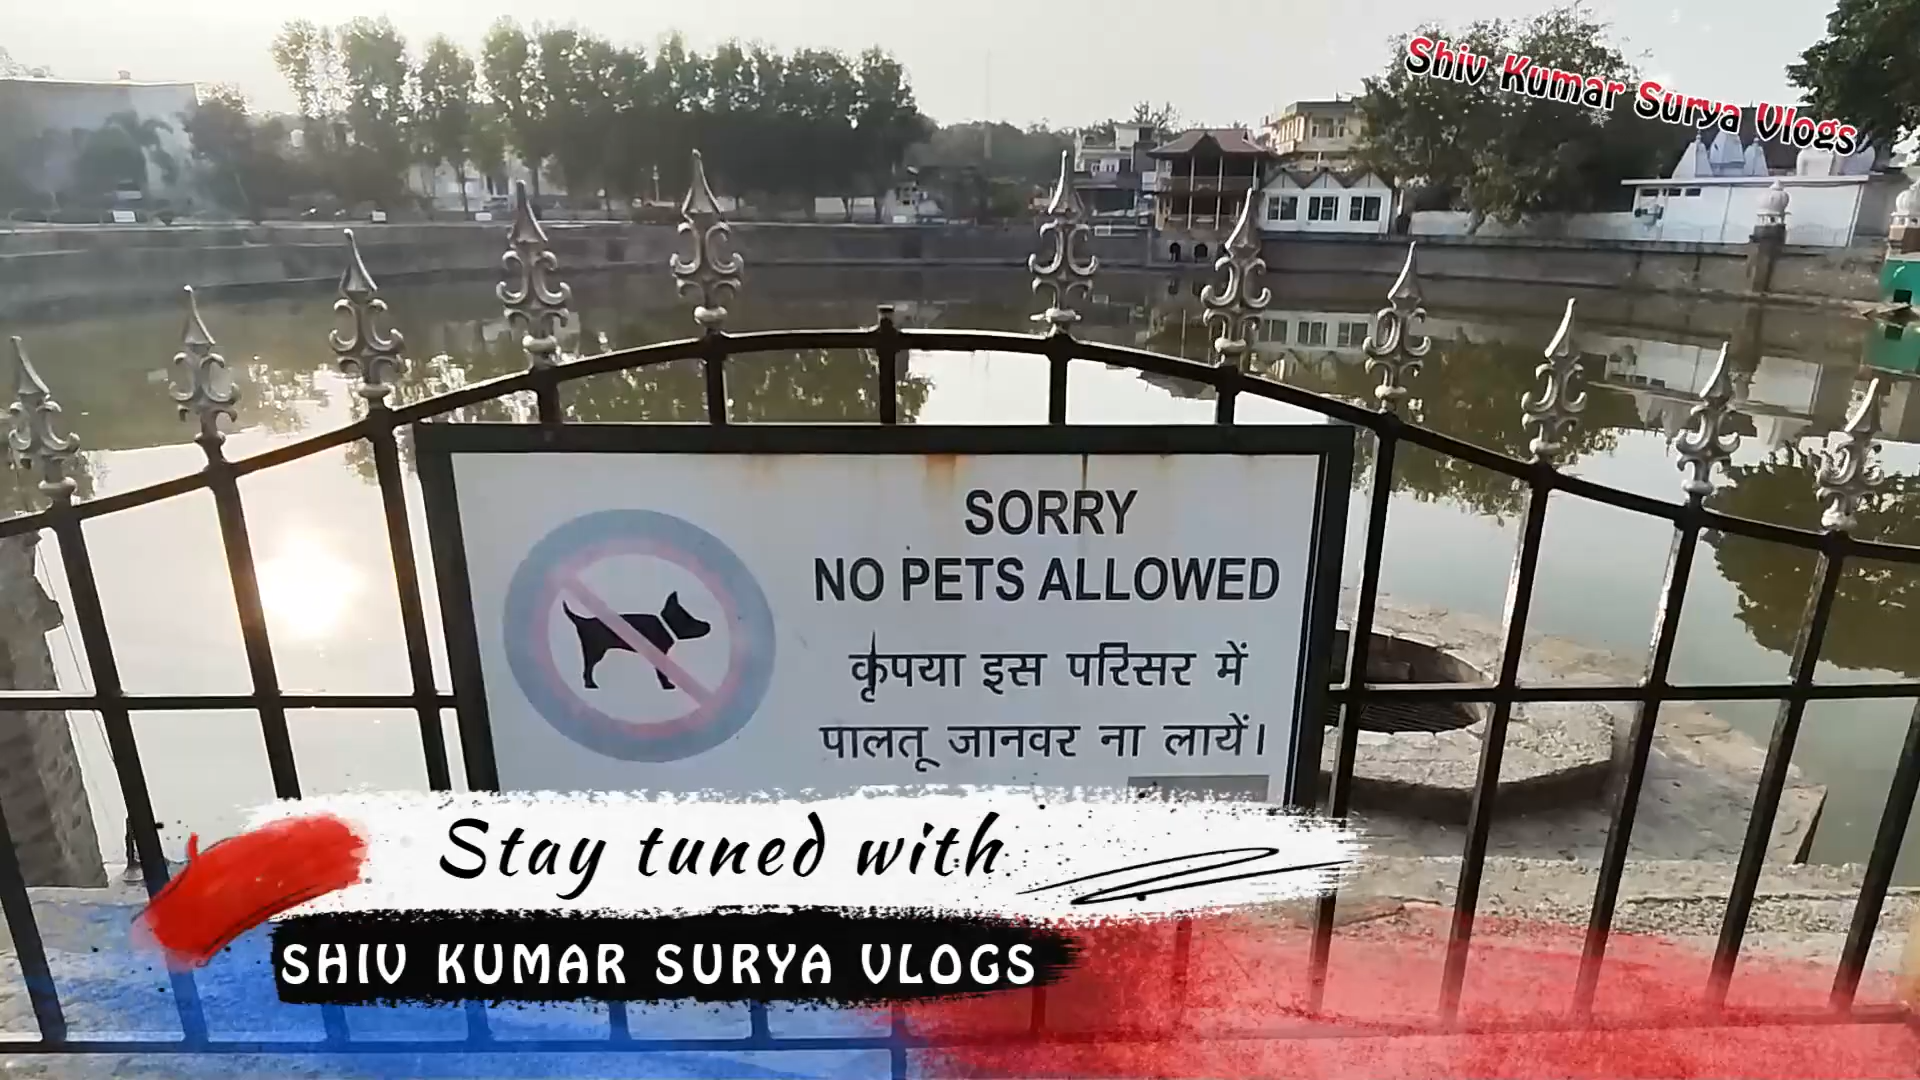 Shiv Kumar Surya Vlogs
SORRY
NO PETS ALLOWED
कृपया इस परिसर में
पालतू जानवर ना लायें।
Stay tuned with
SHIV KUMAR SURYA VLOGS